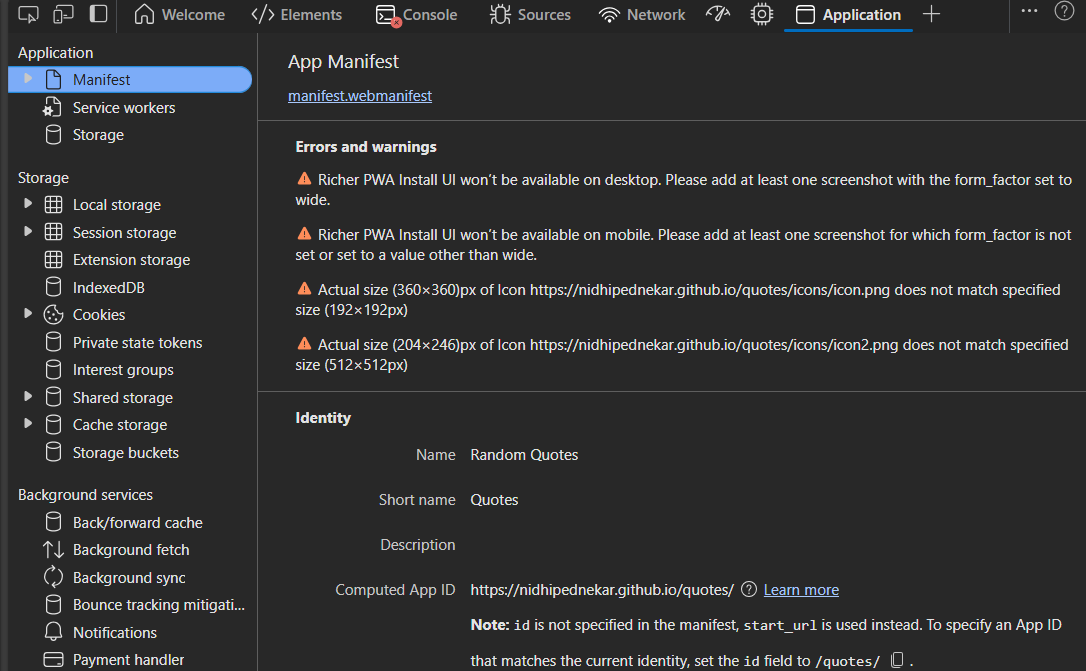 Welcome
Elements
Console
Sources
Network
Application
Application
Manifest
Service workers
Storage
Storage
Local storage
Session storage
Extension storage
IndexedDB
Cookies
Private state tokens
Interest groups
Shared storage
Cache storage
Storage buckets
Background services
Back/forward cache
Background fetch
Background sync
Bounce tracking mitigati...
Notifications
Payment handler
App Manifest
manifest.webmanifest
Errors and warnings
Richer PWA Install UI won’t be available on desktop. Please add at least one screenshot with the form_factor set to
wide.
Richer PWA Install UI won’t be available on mobile. Please add at least one screenshot for which form_factor is not
set or set to a value other than wide.
Actual size (360×360)px of Icon https://nidhipednekar.github.io/quotes/icons/icon.png does not match specified
size (192×192px)
Actual size (204×246)px of Icon https://nidhipednekar.github.io/quotes/icons/icon2.png does not match specified
size (512×512px)
Identity
Name Random Quotes
Short name Quotes
Description
Computed App ID https://nidhipednekar.github.io/quotes/ ? Learn more
Note: id is not specified in the manifest, start_url is used instead. To specify an App ID
that matches the current identity, set the id field to /quotes/ .